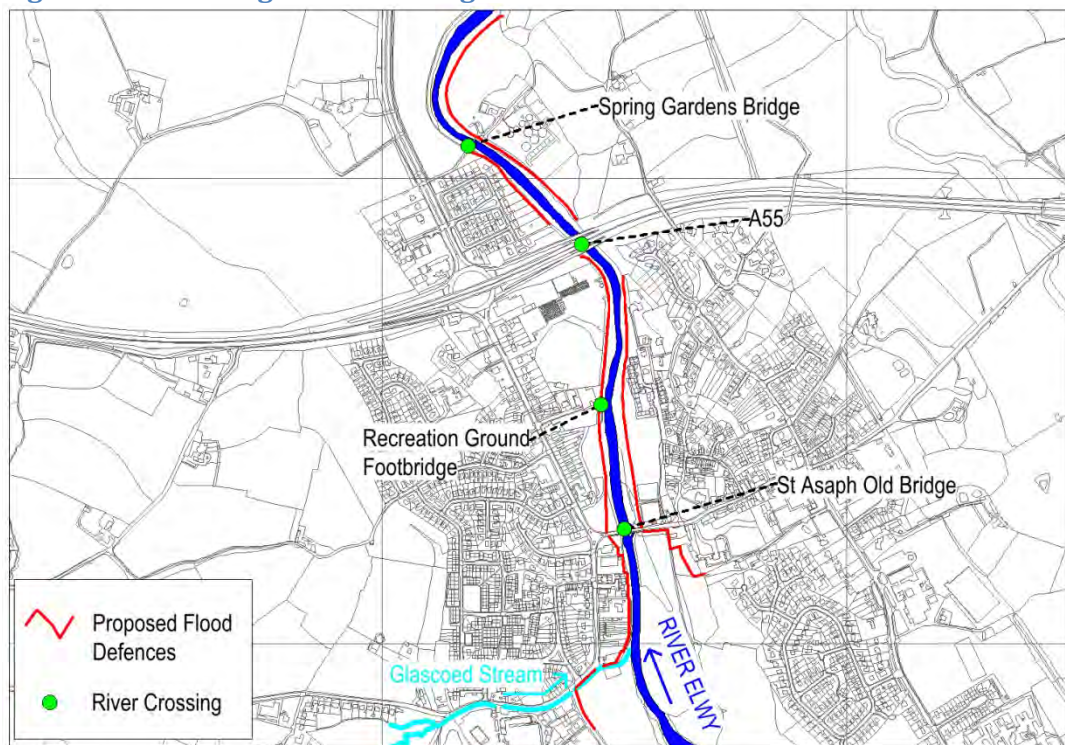 Spring Gardens Bridge
A55
Recreation Ground
Footbridge
St Asaph Old Bridge
Proposed Flood
Defences
River Crossing
Glascoed Stream
RIVER ELWY